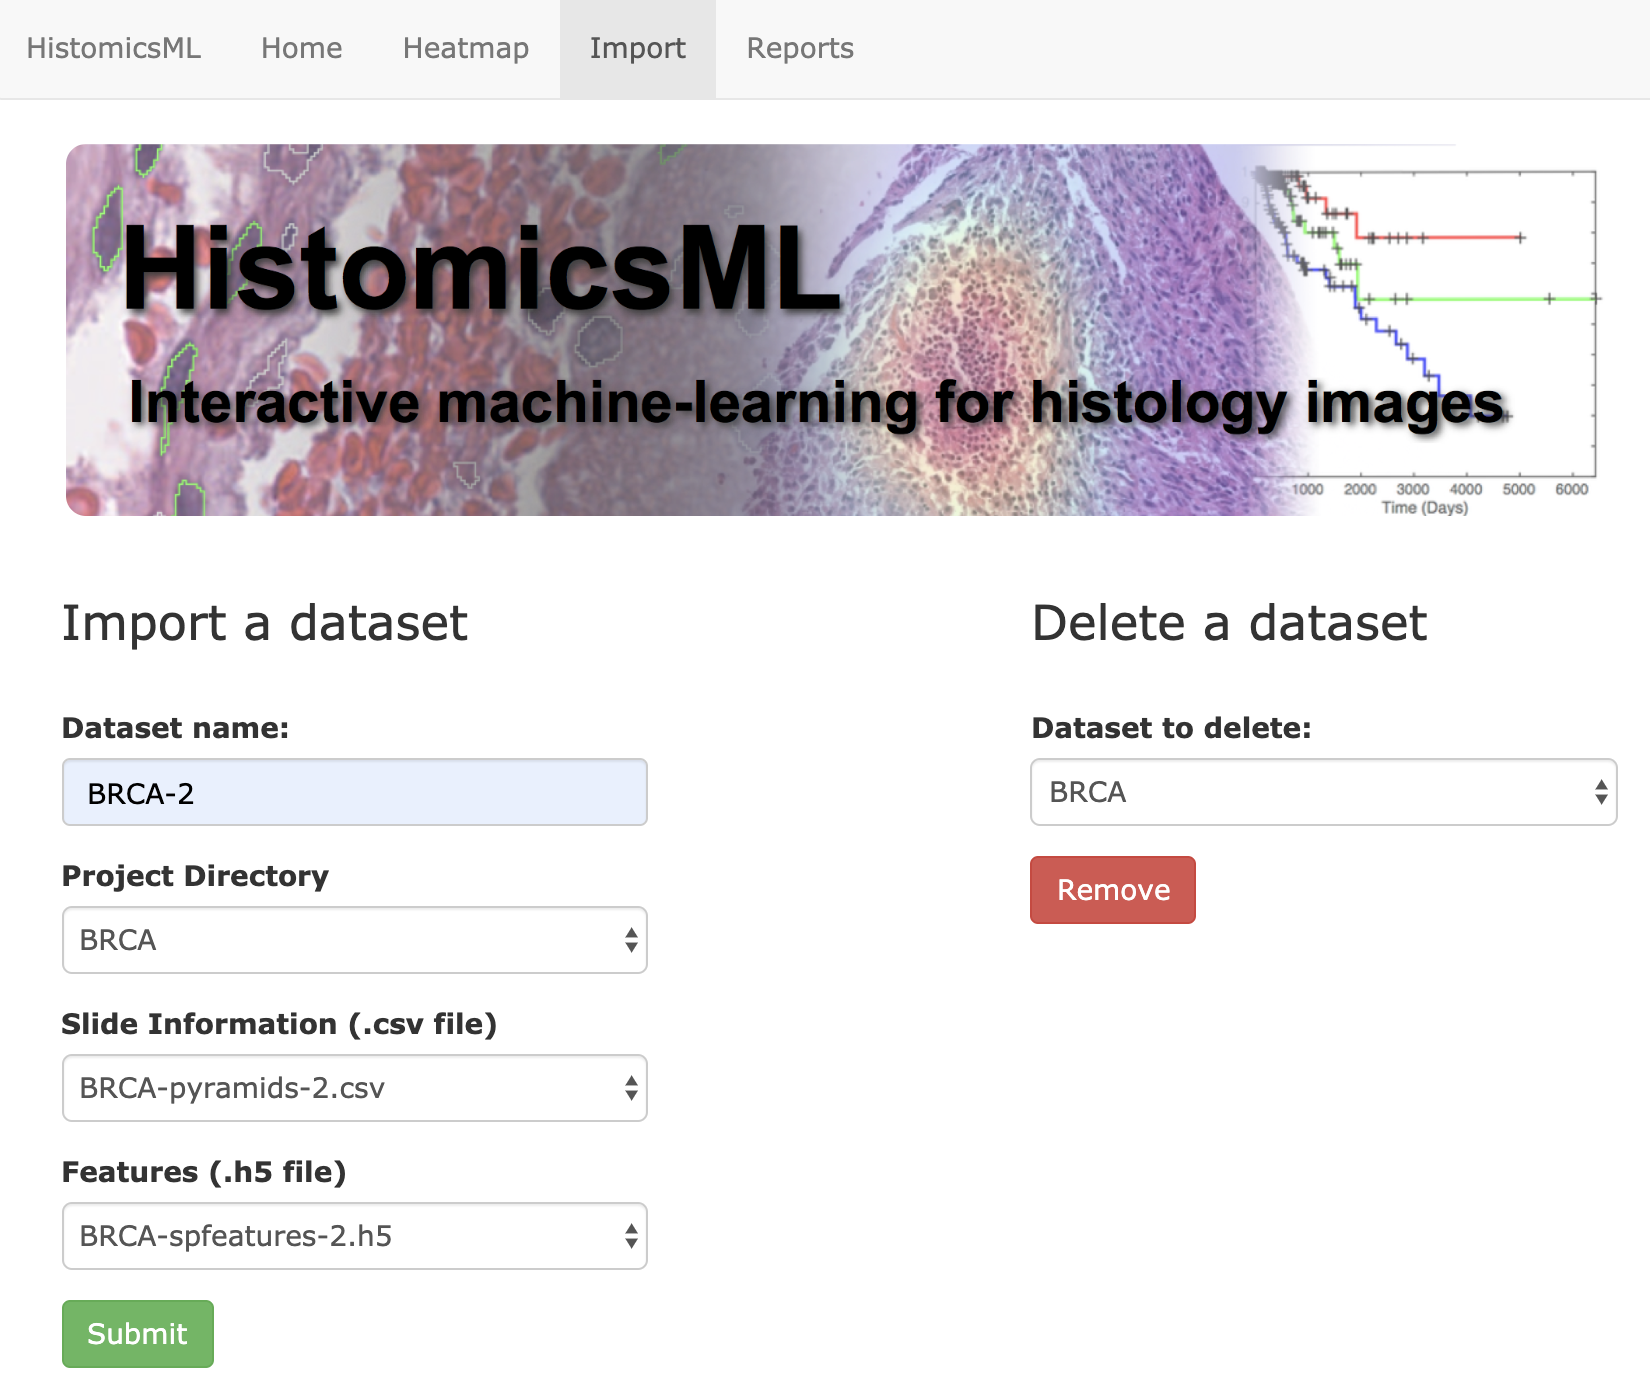 HistomicsML Home Heatmap Import Reports
HistomicsML
Interactive machine-learning for histology images
1000 2000 3000 4000 5000 6000
Time (Days)
Import a dataset
Dataset name:
BRCA-2
Project Directory
BRCA
Slide Information (.csv file)
BRCA-pyramids-2.csv
Features (.h5 file)
BRCA-spfeatures-2.h5
Submit
Delete a dataset
Dataset to delete:
BRCA
Remove